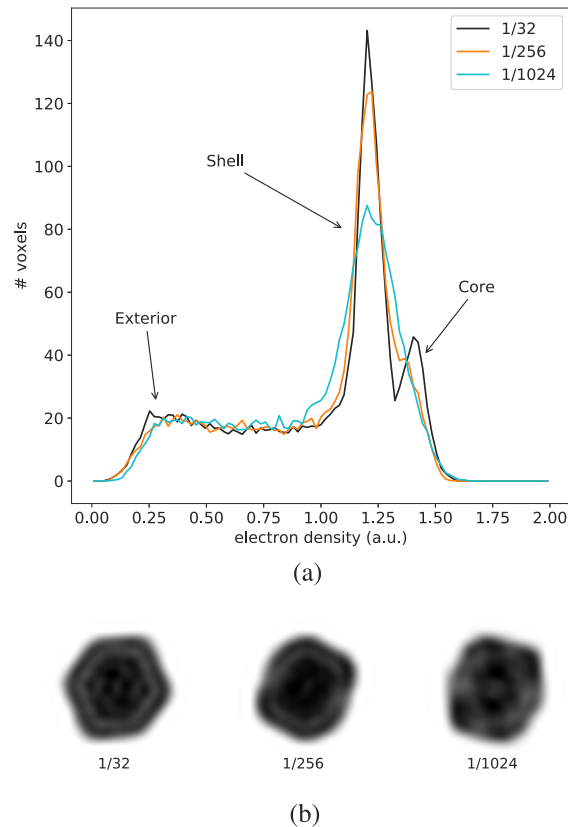 1/32
1/256
1/1024
140
120
100
80
60
40
20
0
# voxels
Shell
Core
Exterior
0.00 0.25 0.50 0.75 1.00 1.25 1.50 1.75 2.00
electron density (a.u.)
(a)
1/32 1/256 1/1024
(b)